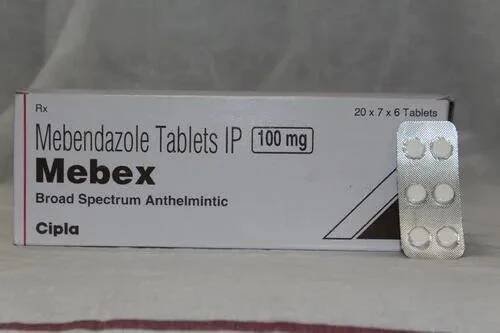 Rx
20 x 7 x 6 Tablets
Mebendazole Tablets IP 100 mg
Mebex
Broad Spectrum Anthelmintic
Cipla